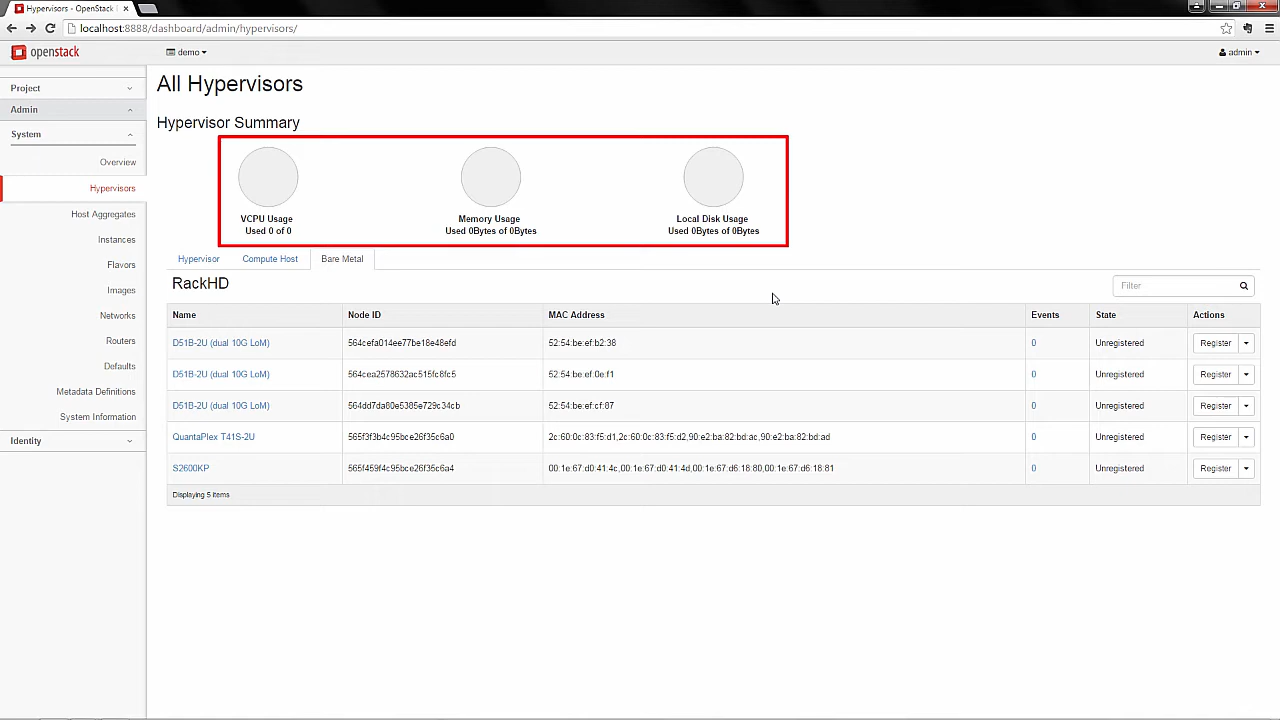 Hypervisors - OpenStack
localhost:8888/dashboard/admin/hypervisors/
openstack
demo
admin
Project
Admin
System
Overview
Hypervisors
Host Aggregates
Instances
Flavors
Images
Networks
Routers
Defaults
Metadata Definitions
System Information
Identity
All Hypervisors
Hypervisor Summary
VCPU Usage
Used 0 of 0
Memory Usage
Used 0Bytes of 0Bytes
Local Disk Usage
Used 0Bytes of 0Bytes
Hypervisor Compute Host Bare Metal
RackHD
Filter
Name Node ID MAC Address Events State Actions
D51B-2U (dual 10G LoM) 564cefa014ee77be18e48efd 52:54:be:ef:b2:38 0 Unregistered Register
D51B-2U (dual 10G LoM) 564cea2578632ac515fc8fc5 52:54:be:ef:0e:f1 0 Unregistered Register
D51B-2U (dual 10G LoM) 564dd7da80e5385e729c34cb 52:54:be:ef:cf:87 0 Unregistered Register
QuantaPlex T41S-2U 565f3f3b4c95bce26f35c6a0 2c:60:0c:83:f5:d1,2c:60:0c:83:f5:d2,90:e2:ba:82:bd:ac,90:e2:ba:82:bd:ad 0 Unregistered Register
S2600KP 565f459f4c95bce26f35c6a4 00:1e:67:d0:41:4c,00:1e:67:d0:41:4d,00:1e:67:d6:18:80,00:1e:67:d6:18:81 0 Unregistered Register
Displaying 5 items